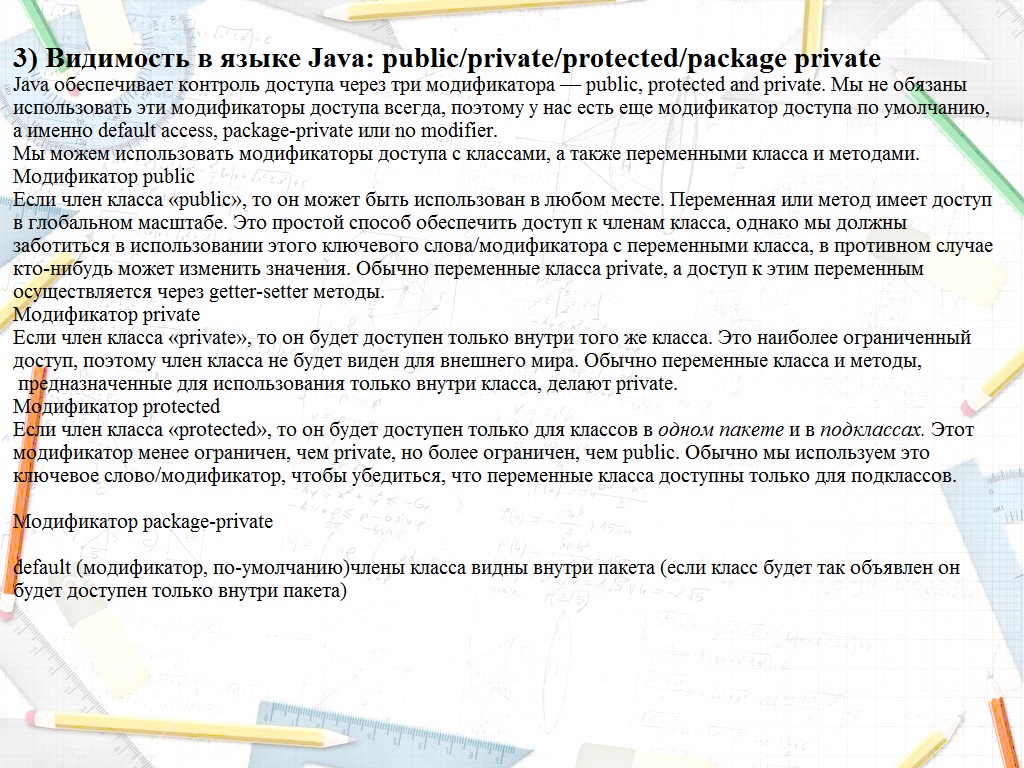 3) Видимость в языке Java: public/private/protected/package private
Java обеспечивает контроль доступа через три модификатора — public, protected and private. Мы не обязаны
использовать эти модификаторы доступа всегда, поэтому у нас есть еще модификатор доступа по умолчанию,
а именно default access, package-private или no modifier.
Мы можем использовать модификаторы доступа с классами, а также переменными класса и методами.
Модификатор public
Если член класса «public», то он может быть использован в любом месте. Переменная или метод имеет доступ
в глобальном масштабе. Это простой способ обеспечить доступ к членам класса, однако мы должны
заботиться в использовании этого ключевого слова/модификатора с переменными класса, в противном случае
кто-нибудь может изменить значения. Обычно переменные класса private, а доступ к этим переменным
осуществляется через getter-setter методы.
Модификатор private
Если член класса «private», то он будет доступен только внутри того же класса. Это наиболее ограниченный
доступ, поэтому член класса не будет виден для внешнего мира. Обычно переменные класса и методы,
предназначенные для использования только внутри класса, делают private.
Модификатор protected
Если член класса «protected», то он будет доступен только для классов в одном пакете и в подклассах. Этот
модификатор менее ограничен, чем private, но более ограничен, чем public. Обычно мы используем это
ключевое слово/модификатор, чтобы убедиться, что переменные класса доступны только для подклассов.
Модификатор package-private
default (модификатор, по-умолчанию)члены класса видны внутри пакета (если класс будет так объявлен он
будет доступен только внутри пакета)